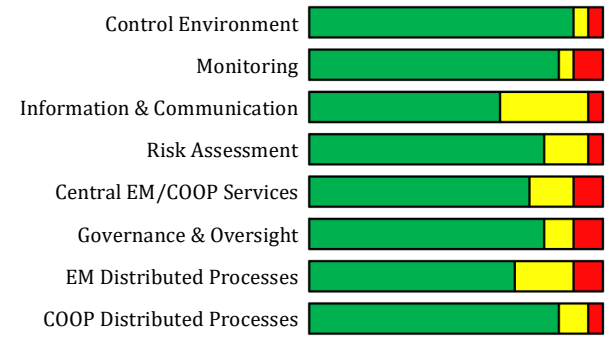 Control Environment
Monitoring
Information & Communication
Risk Assessment
Central EM/COOP Services
Governance & Oversight
EM Distributed Processes
COOP Distributed Processes